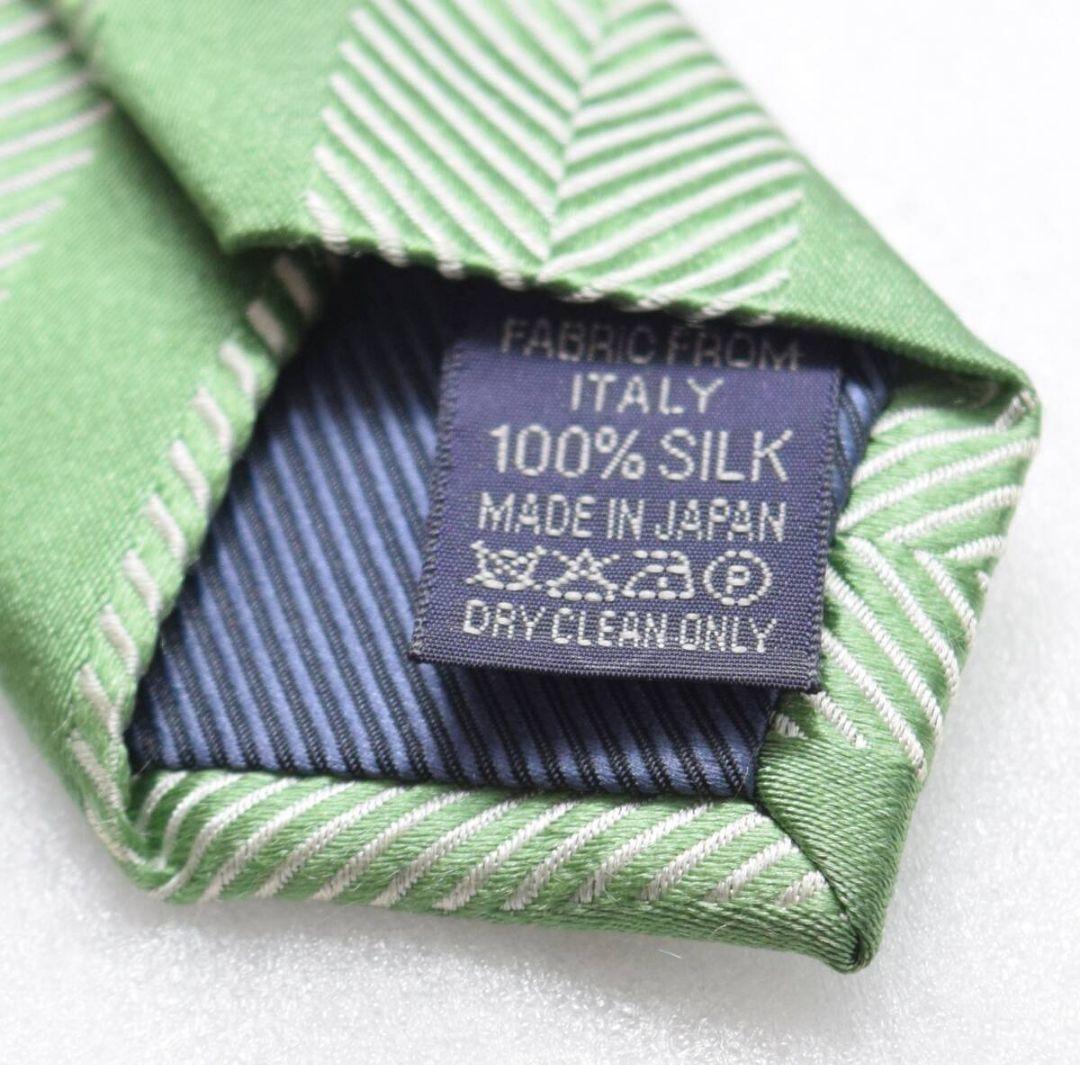 FABRIC FROM
ITALY
100% SILK
MADE IN JAPAN
P
DRY CLEAN ONLY